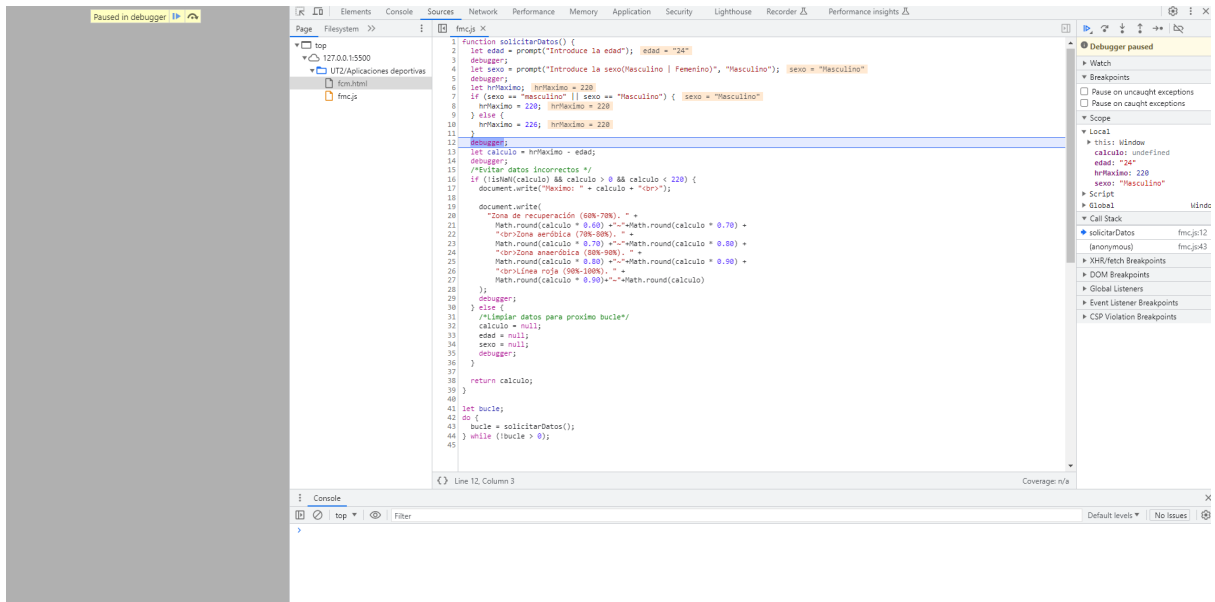 Paused in debugger
Elements Console Sources Network Performance Memory Application Security Lighthouse Recorder Performance insights
Page Filesystem
top
127.0.0.1:5500
UT2/Aplicaciones deportivas
fcm.html
fmc.js
fmc.js
1 function solicitarDatos() {
2 let edad = prompt("Introduce la edad"); edad = "24"
3 debugger;
4 let sexo = prompt("Introduce la sexo(Masculino | Femenino)", "Masculino"); sexo = "Masculino"
5 debugger;
6 let hrMaximo; hrMaximo = 220
7 if (sexo == "masculino" || sexo == "Masculino") { sexo = "Masculino"
8 hrMaximo = 220; hrMaximo = 220
9 } else {
10 hrMaximo = 226; hrMaximo = 220
11 }
12 debugger;
13 let calculo = hrMaximo - edad;
14 debugger;
15 /*Evitar datos incorrectos */
16 if (!isNaN(calculo) && calculo > 0 && calculo < 220) {
17 document.write("Maximo: " + calculo + "<br>");
18
19 document.write(
20 "Zona de recuperación (60%-70%). " +
21 Math.round(calculo * 0.60) +"~"+Math.round(calculo * 0.70) +
22 "<br>Zona aeróbica (70%-80%). " +
23 Math.round(calculo * 0.70) +"~"+Math.round(calculo * 0.80) +
24 "<br>Zona anaeróbica (80%-90%). " +
25 Math.round(calculo * 0.80) +"~"+Math.round(calculo * 0.90) +
26 "<br>Línea roja (90%-100%). " +
27 Math.round(calculo * 0.90)+"~"+Math.round(calculo)
28 );
29 debugger;
30 } else {
31 /*Limpiar datos para proximo bucle*/
32 calculo = null;
33 edad = null;
34 sexo = null;
35 debugger;
36 }
37
38 return calculo;
39 }
40
41 let bucle;
42 do {
43 bucle = solicitarDatos();
44 } while (!bucle > 0);
45
{} Line 12, Column 3 Coverage: n/a
Debugger paused
Watch
Breakpoints
Pause on uncaught exceptions
Pause on caught exceptions
Scope
Local
this: Window
calculo: undefined
edad: "24"
hrMaximo: 220
sexo: "Masculino"
Script
Global Windo
Call Stack
solicitarDatos fmc.js:12
(anonymous) fmc.js:43
XHR/fetch Breakpoints
DOM Breakpoints
Global Listeners
Event Listener Breakpoints
CSP Violation Breakpoints
Console
top Filter Default levels No Issues